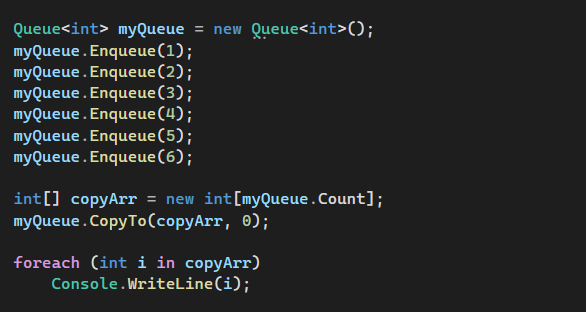 Queue<int> myQueue = new Queue<int>();
myQueue.Enqueue(1);
myQueue.Enqueue(2);
myQueue.Enqueue(3);
myQueue.Enqueue(4);
myQueue.Enqueue(5);
myQueue.Enqueue(6);

int[] copyArr = new int[myQueue.Count];
myQueue.CopyTo(copyArr, 0);

foreach (int i in copyArr)
    Console.WriteLine(i);